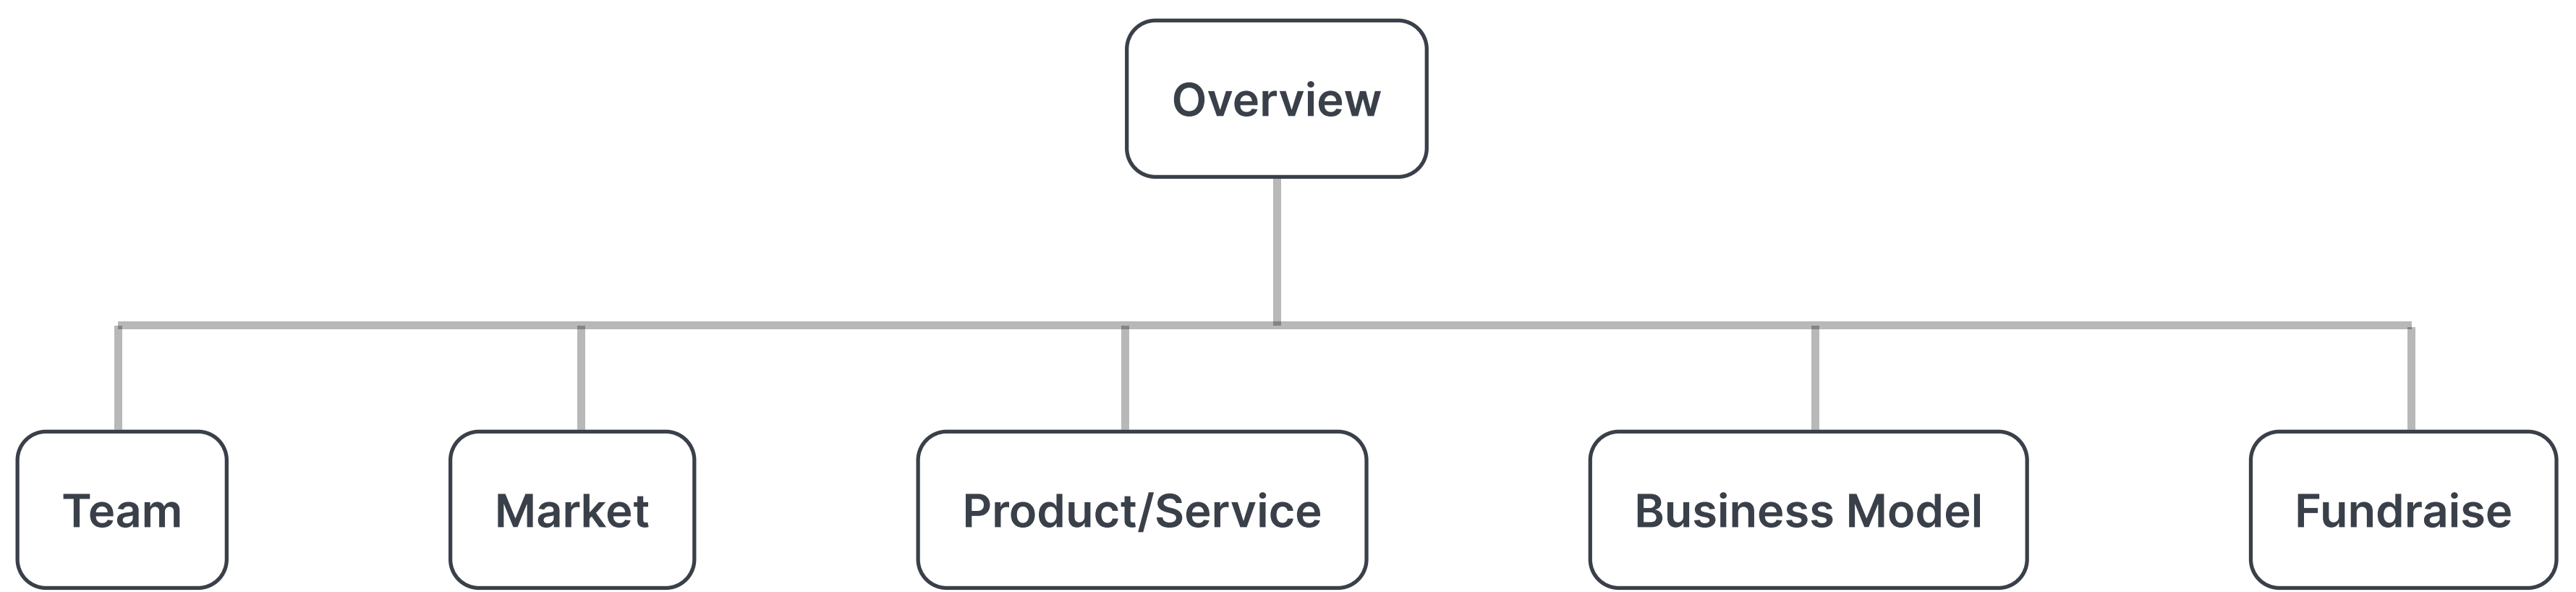 Overview
Team
Market
Product/Service
Business Model
Fundraise